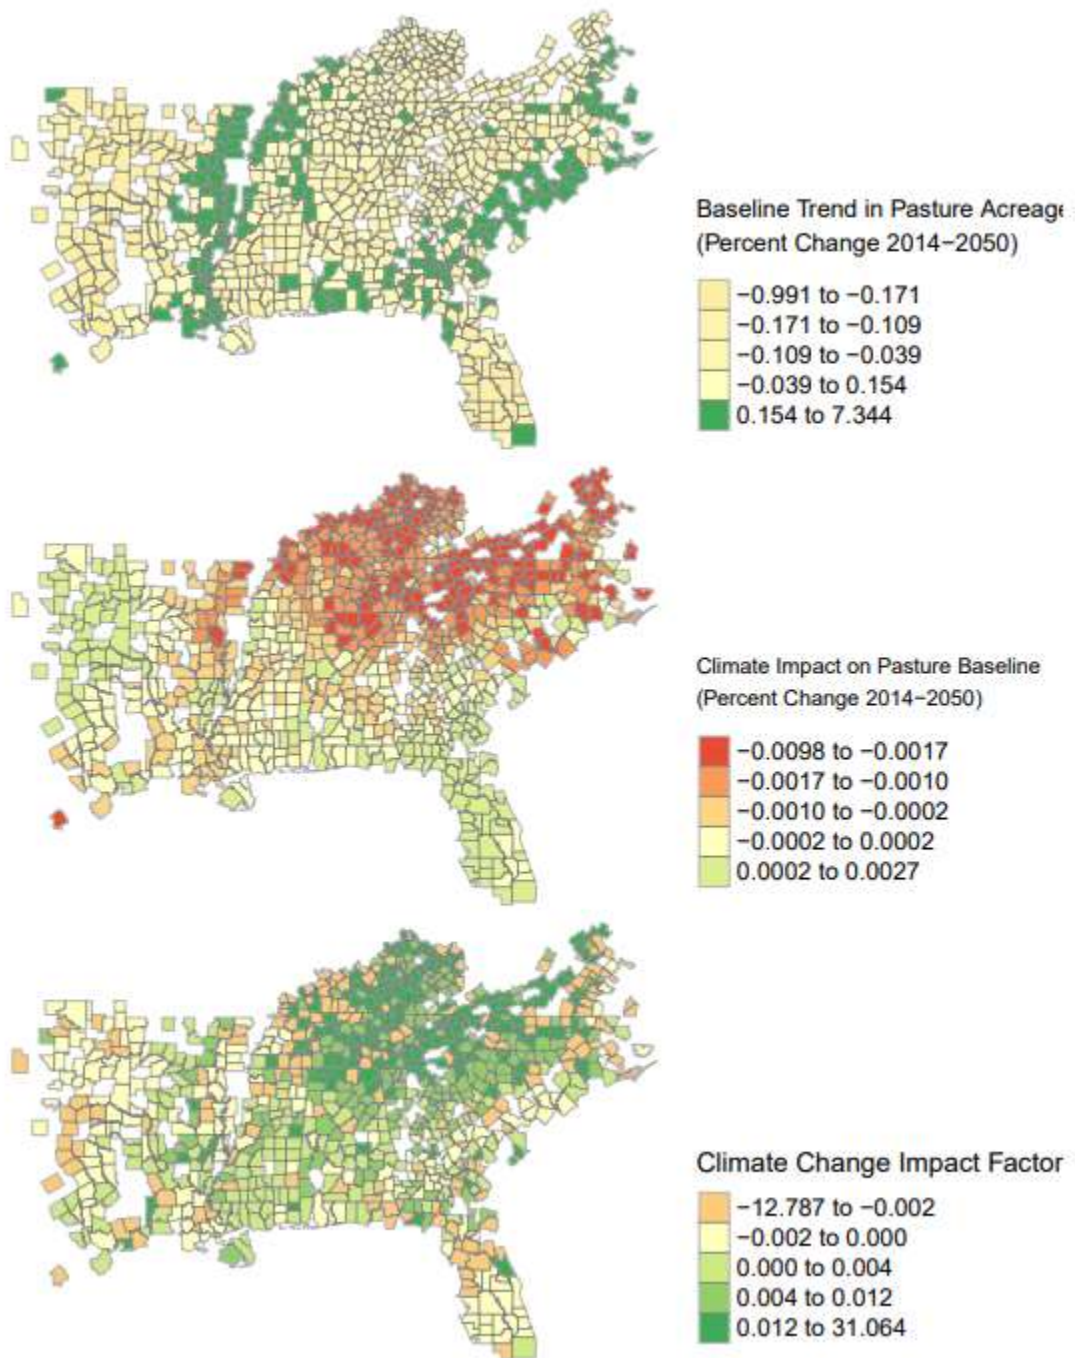 Baseline Trend in Pasture Acreage
(Percent Change 2014−2050)
−0.991 to −0.171
−0.171 to −0.109
−0.109 to −0.039
−0.039 to 0.154
0.154 to 7.344
Climate Impact on Pasture Baseline
(Percent Change 2014−2050)
−0.0098 to −0.0017
−0.0017 to −0.0010
−0.0010 to −0.0002
−0.0002 to 0.0002
0.0002 to 0.0027
Climate Change Impact Factor
−12.787 to −0.002
−0.002 to 0.000
0.000 to 0.004
0.004 to 0.012
0.012 to 31.064